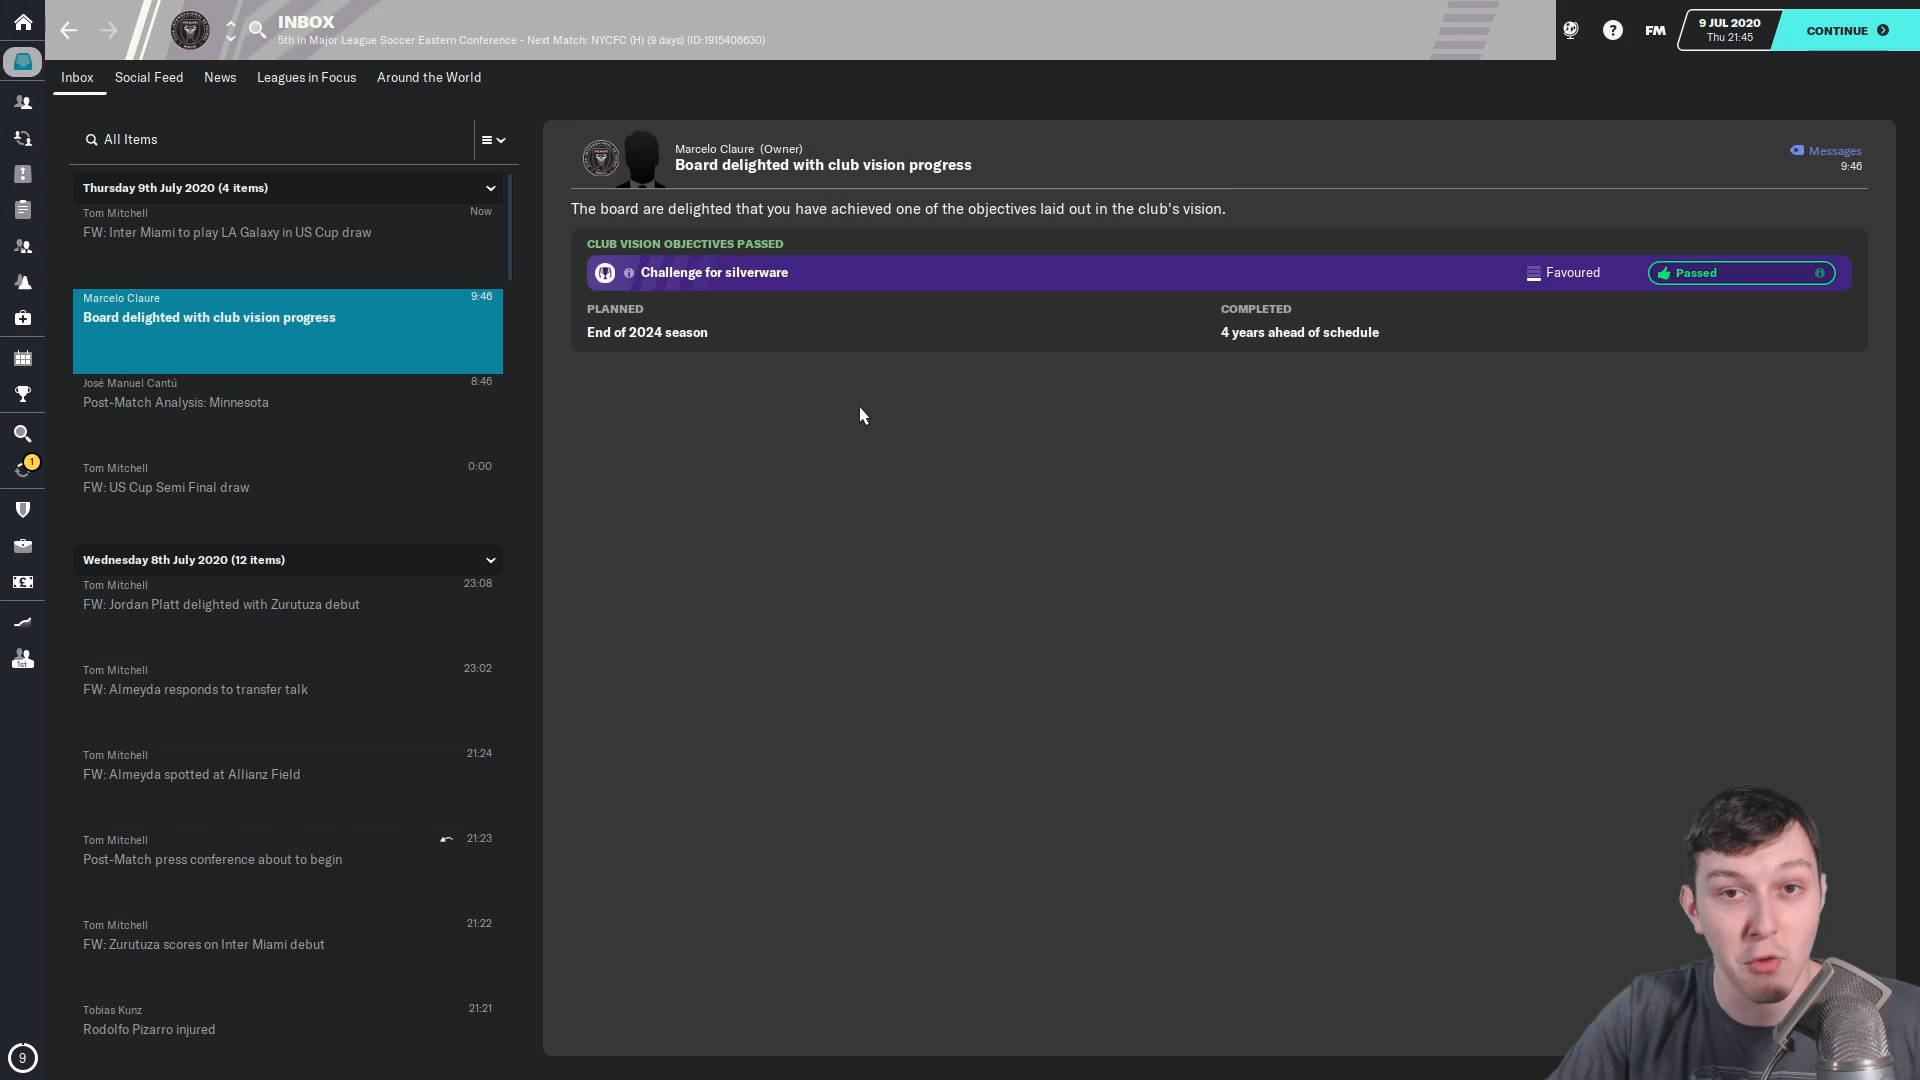 INBOX
5th in Major League Soccer Eastern Conference - Next Match: NYCFC (H) (9 days) (ID:1915406630)
FM
9 JUL 2020
Thu 21:45
CONTINUE
Inbox
Social Feed
News
Leagues in Focus
Around the World
All Items
Thursday 9th July 2020 (4 items)
Tom Mitchell
Now
FW: Inter Miami to play LA Galaxy in US Cup draw
Marcelo Claure
9:46
Board delighted with club vision progress
José Manuel Cantú
8:46
Post-Match Analysis: Minnesota
Tom Mitchell
0:00
FW: US Cup Semi Final draw
Wednesday 8th July 2020 (12 items)
Tom Mitchell
23:08
FW: Jordan Platt delighted with Zurutuza debut
Tom Mitchell
23:02
FW: Almeyda responds to transfer talk
Tom Mitchell
21:24
FW: Almeyda spotted at Allianz Field
Tom Mitchell
21:23
Post-Match press conference about to begin
Tom Mitchell
21:22
FW: Zurutuza scores on Inter Miami debut
Tobias Kunz
21:21
Rodolfo Pizarro injured
1
1st
9
Marcelo Claure (Owner)
Board delighted with club vision progress
Messages
9:46
The board are delighted that you have achieved one of the objectives laid out in the club's vision.
CLUB VISION OBJECTIVES PASSED
Challenge for silverware
Favoured
Passed
PLANNED
COMPLETED
End of 2024 season
4 years ahead of schedule